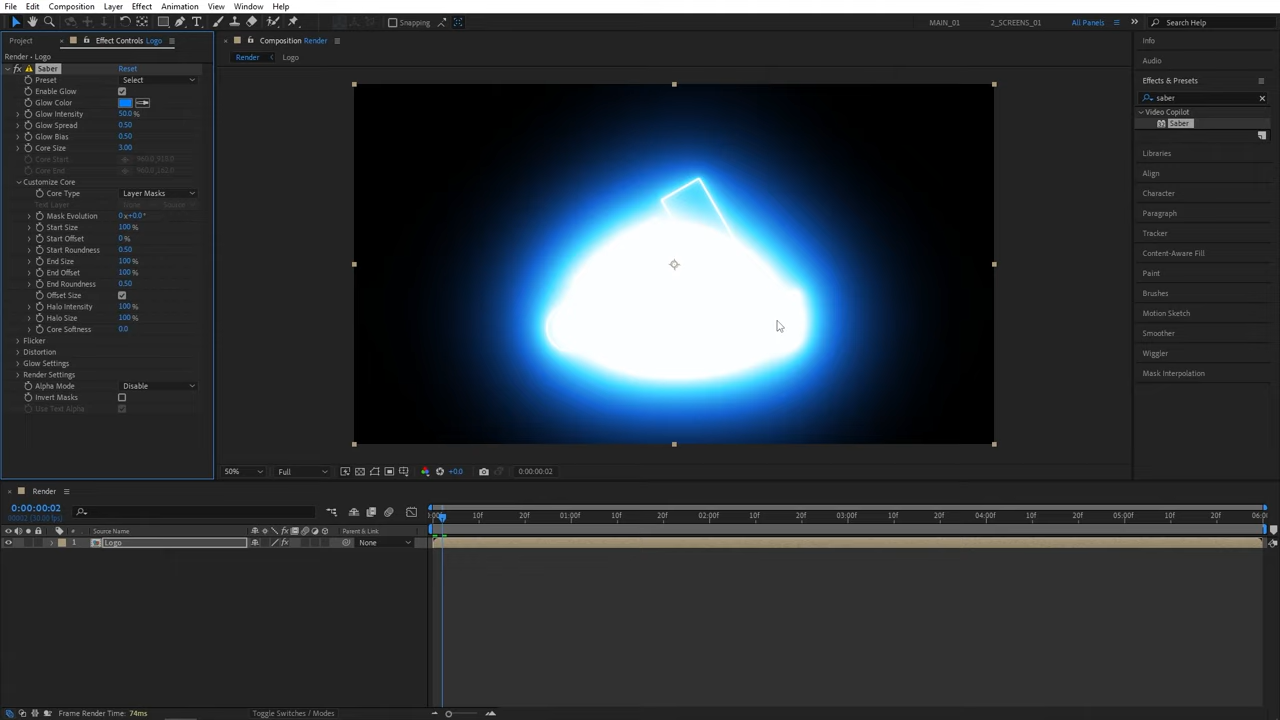 File Edit Composition Layer Effect Animation View Window Help
Snapping MAIN_01 2_SCREENS_01 All Panels Search Help
Project Effect Controls Logo
Render • Logo
fx Saber Reset
Preset Select
Enable Glow
Glow Color
Glow Intensity 50.0 %
Glow Spread 0.50
Glow Bias 0.50
Core Size 3.00
Core Start 960.0,910.0
Core End 960.0,162.0
Customize Core
Core Type Layer Masks
Text Layer None Source
Mask Evolution 0x+0.0°
Start Size 100 %
Start Offset 0 %
Start Roundness 0.50
End Size 100 %
End Offset 100 %
End Roundness 0.50
Offset Size
Halo Intensity 100 %
Halo Size 100 %
Core Softness 0.0
Flicker
Distortion
Glow Settings
Render Settings
Alpha Mode Disable
Invert Masks
Use Text Alpha
Composition Render
Render Logo
50% Full +0.0 0:00:00:02
Info
Audio
Effects & Presets
saber
Video Copilot
Saber
Libraries
Align
Character
Paragraph
Tracker
Content-Aware Fill
Paint
Brushes
Motion Sketch
Smoother
Wiggler
Mask Interpolation
Render
0:00:00:02
00002 (30.00 fps)
# Source Name Parent & Link
1 Logo None
:00f 10f 20f 01:00f 10f 20f 02:00f 10f 20f 03:00f 10f 20f 04:00f 10f 20f 05:00f 10f 20f 06:0
Frame Render Time: 74ms Toggle Switches / Modes